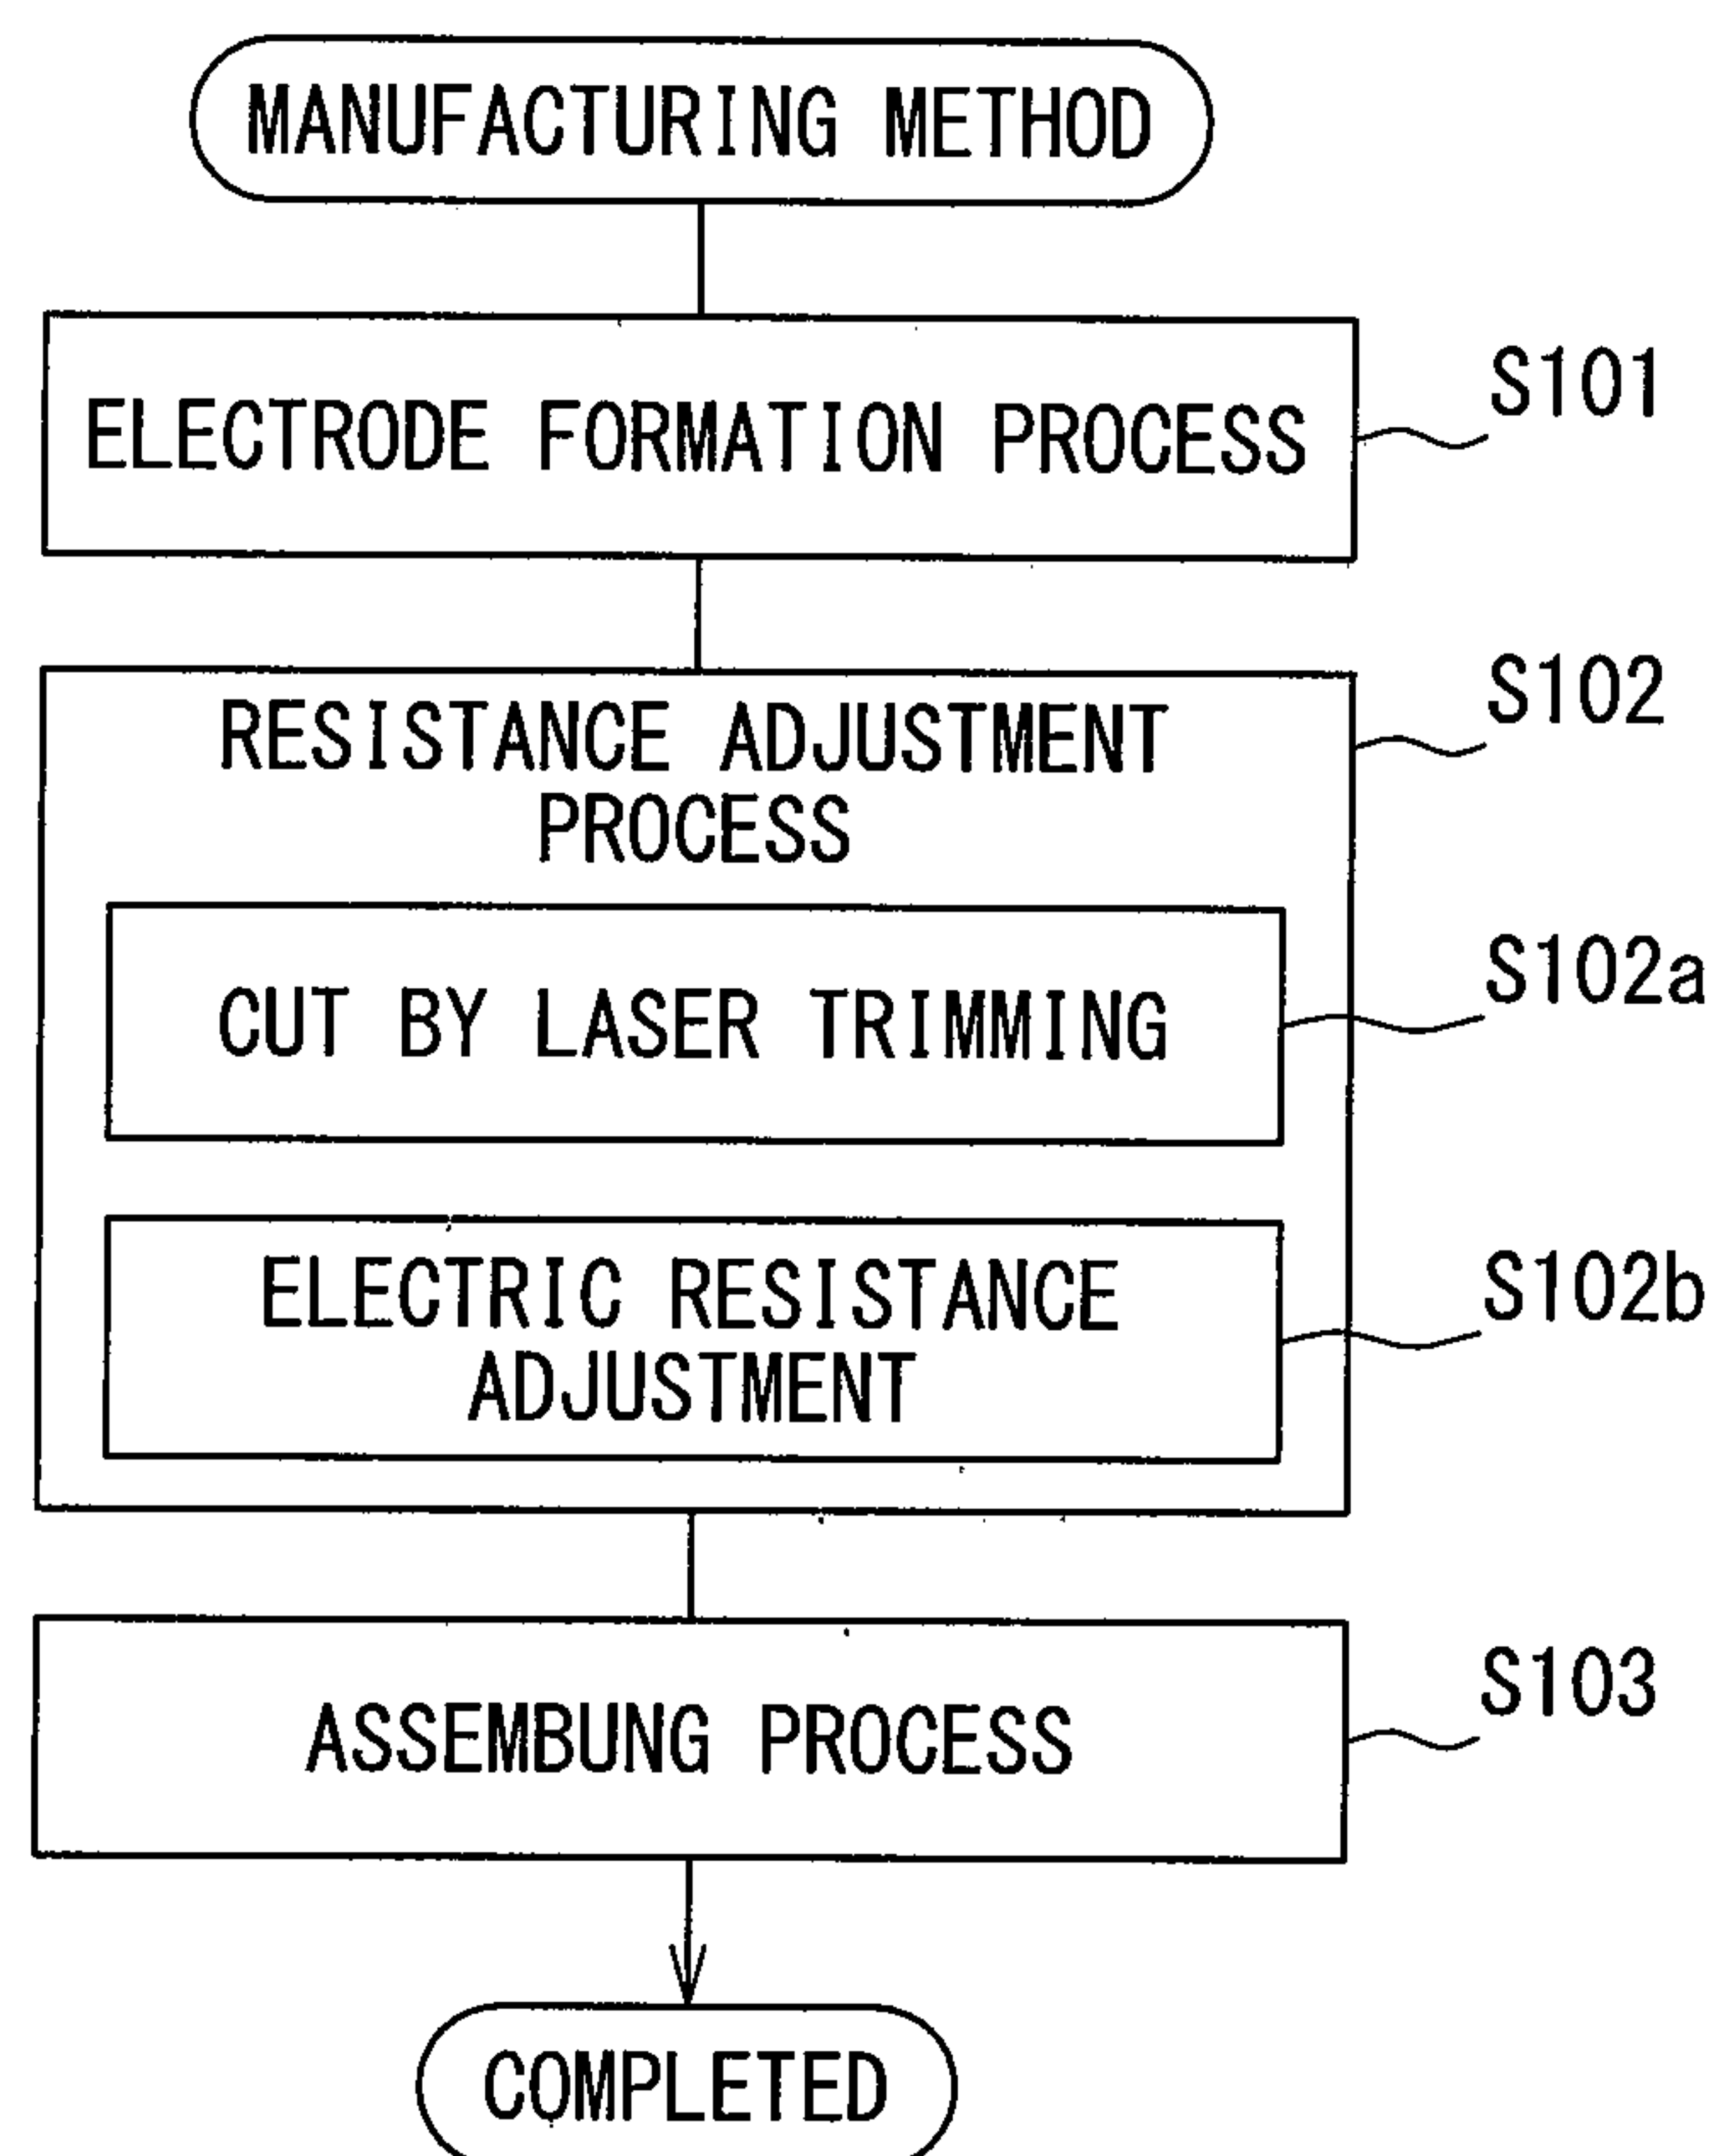 MANUFACTURING METHOD
ELECTRODE FORMATION PROCESS
S101
RESISTANCE ADJUSTMENT
PROCESS
S102
CUT BY LASER TRIMMING
S102a
ELECTRIC RESISTANCE
ADJUSTMENT
S102b
ASSEMBUNG PROCESS
S103
COMPLETED